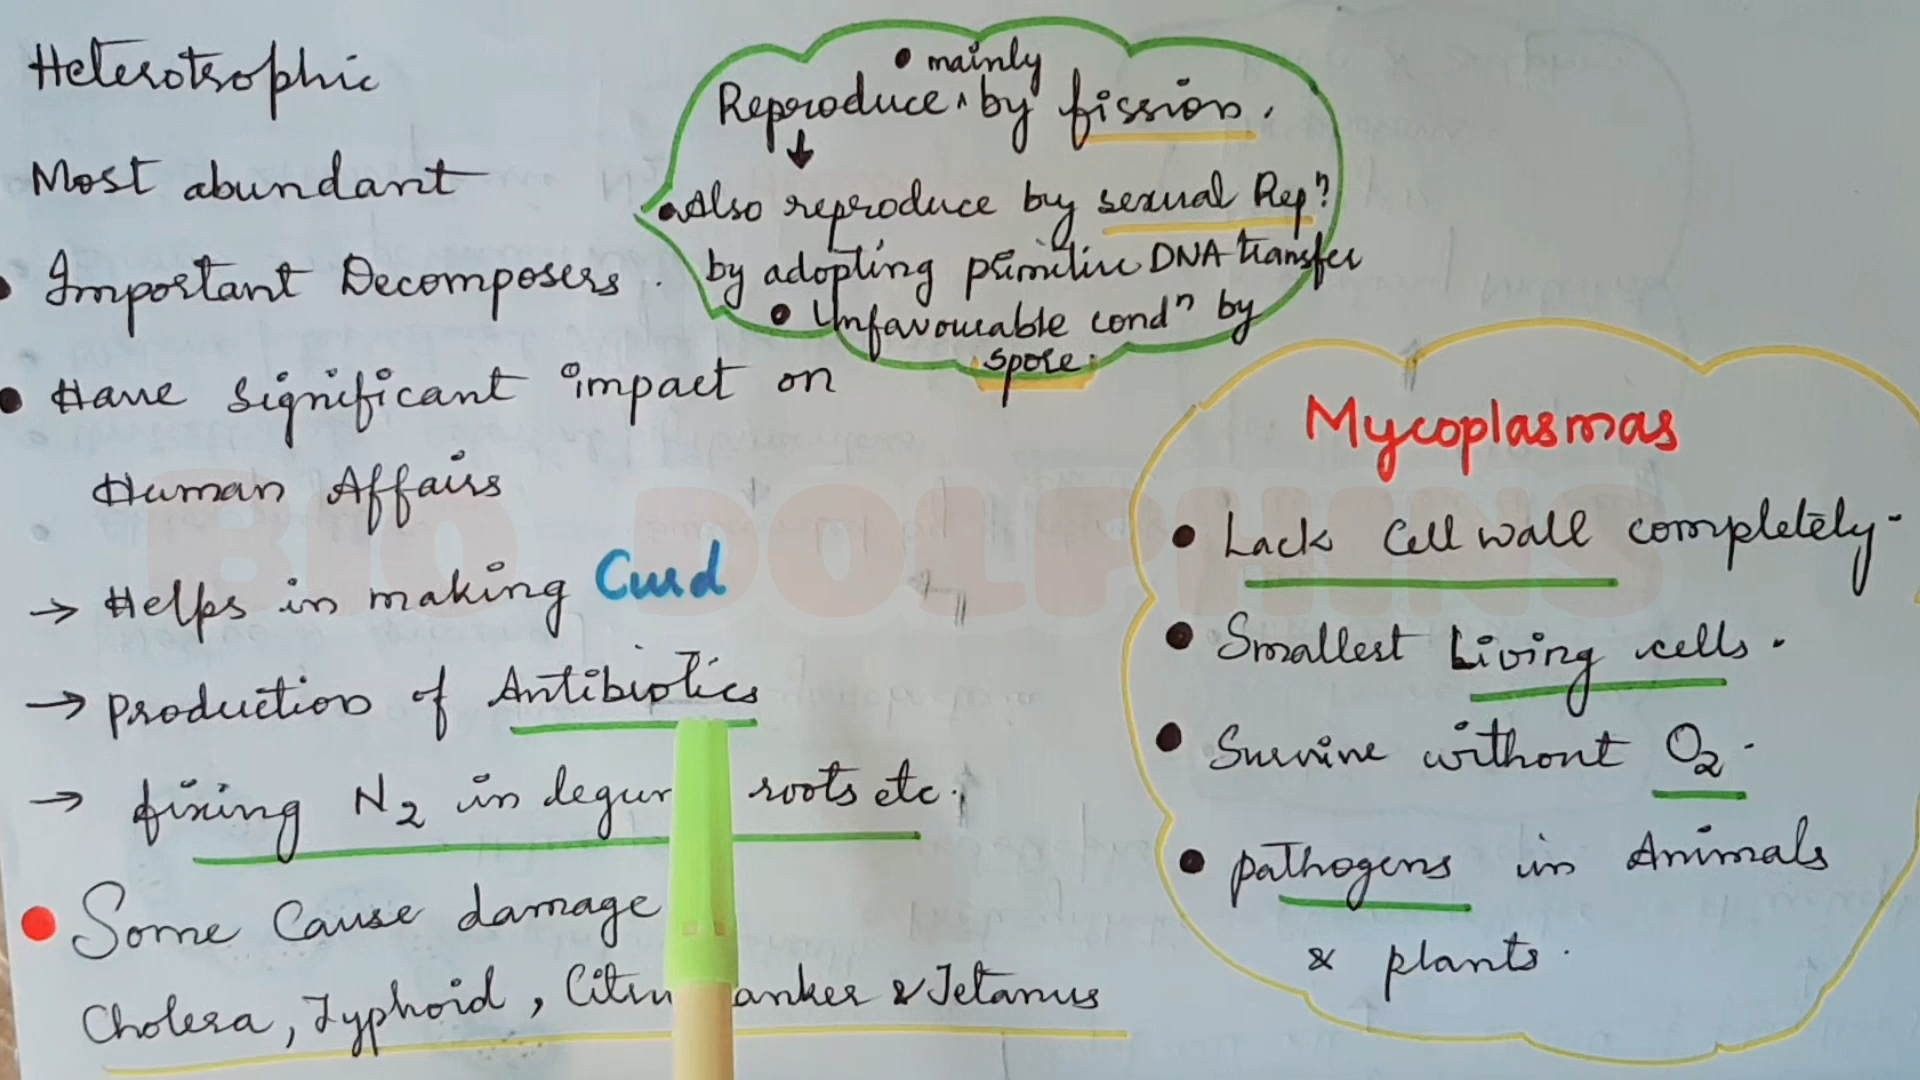 Heterotrophic
Most abundant
• Important Decomposers.
• Have significant impact on
Human Affairs
→ Helps in making Curd
→ production of Antibiotics
→ fixing N2 in roots etc.
• Some Cause damage
Cholera, Typhoid, & Tetanus
• mainly
Reproduce ^ by fission.
↓
• Also reproduce by sexual Repⁿ
by adopting primitive DNA transfer
• Unfavourable condⁿ by
spore.
Mycoplasmas
• Lack Cell wall completely-
• Smallest Living cells.
• Survive without O2.
• pathogens in Animals
& plants.
BIO DOLPHINS